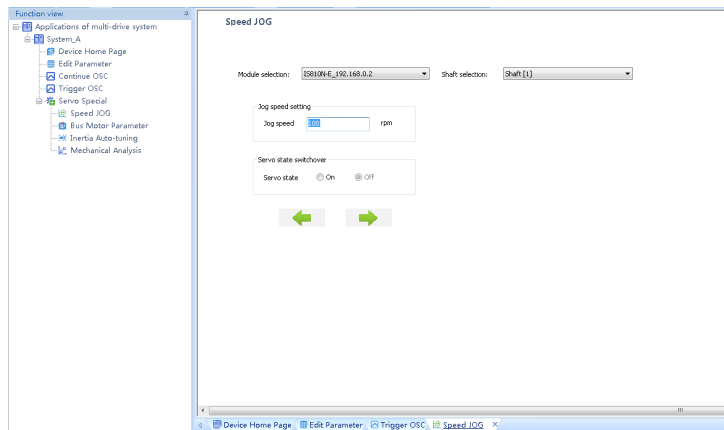 Function view
Applications of multi-drive system
System_A
Device Home Page
Edit Parameter
Continue OSC
Trigger OSC
Servo Special
Speed JOG
Bus Motor Parameter
Inertia Auto-tuning
Mechanical Analysis
Speed JOG
Module selection: IS810N-E_192.168.0.2 Shaft selection: Shaft [1]
Jog speed setting
Jog speed 100 rpm
Servo state switchover
Servo state On Off
Device Home Page Edit Parameter Trigger OSC Speed JOG